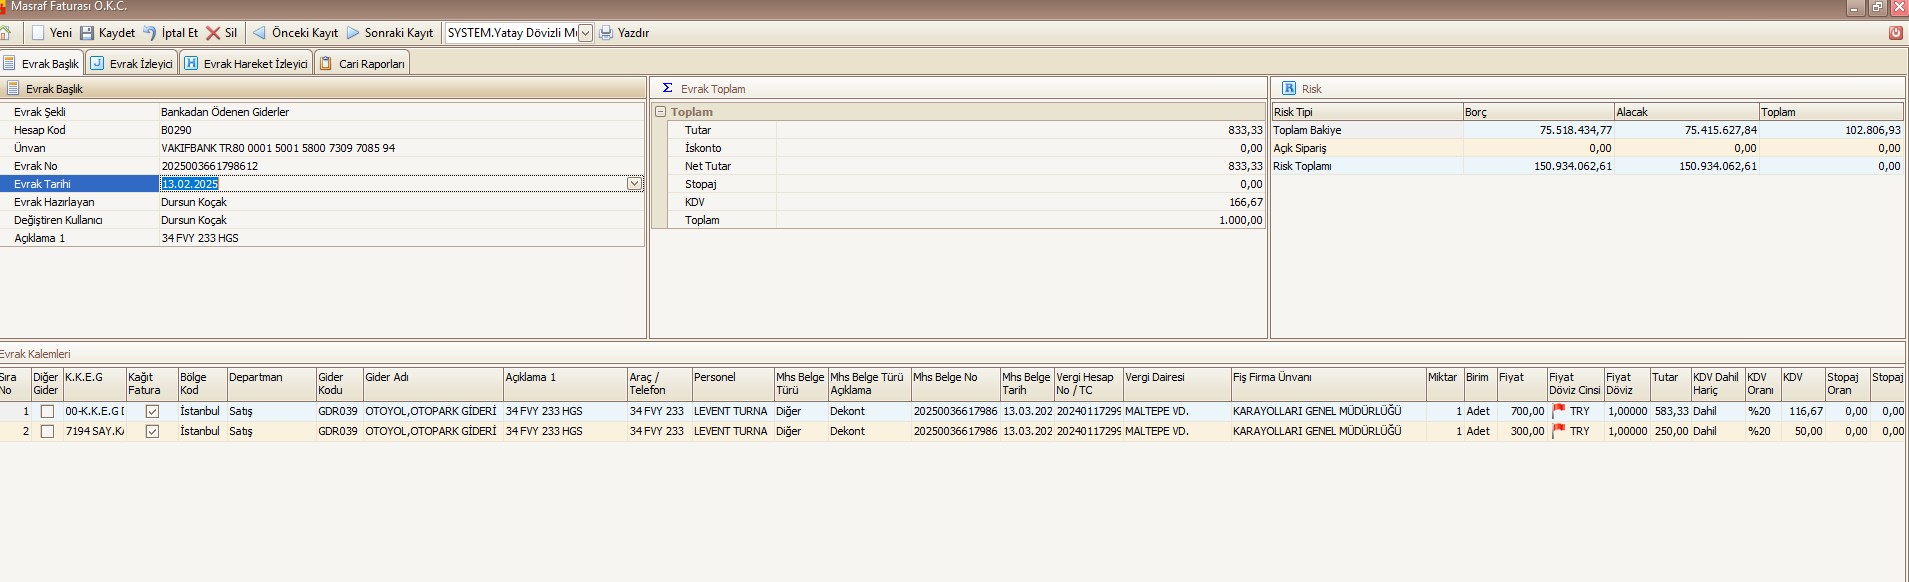 Masraf Faturası O.K.C.
Yeni Kaydet İptal Et Sil Önceki Kayıt Sonraki Kayıt SYSTEM.Yatay Dövizli Mu Yazdır
Evrak Başlık Evrak İzleyici Evrak Hareket İzleyici Cari Raporları
Evrak Başlık
Evrak Şekli Bankadan Ödenen Giderler
Hesap Kod B0290
Ünvan VAKIFBANK TR80 0001 5001 5800 7309 7085 94
Evrak No 2025003661798612
Evrak Tarihi 13.02.2025
Evrak Hazırlayan Dursun Koçak
Değiştiren Kullanıcı Dursun Koçak
Açıklama 1 34 FVY 233 HGS
Σ Evrak Toplam
Toplam
Tutar 833,33
İskonto 0,00
Net Tutar 833,33
Stopaj 0,00
KDV 166,67
Toplam 1.000,00
R Risk
Risk Tipi Borç Alacak Toplam
Toplam Bakiye 75.518.434,77 75.415.627,84 102.806,93
Açık Sipariş 0,00 0,00 0,00
Risk Toplamı 150.934.062,61 150.934.062,61 0,00
Evrak Kalemleri
Sıra No Diğer Gider K.K.E.G Kağıt Fatura Bölge Kod Departman Gider Kodu Gider Adı Açıklama 1 Araç / Telefon Personel Mhs Belge Türü Mhs Belge Türü Açıklama Mhs Belge No Mhs Belge Tarih Vergi Hesap No / TC Vergi Dairesi Fiş Firma Ünvanı Miktar Birim Fiyat Fiyat Döviz Cinsi Fiyat Döviz Tutar KDV Dahil Hariç KDV Oranı KDV Stopaj Oran Stopaj
1 00-K.K.E.G D İstanbul Satış GDR039 OTOYOL,OTOPARK GİDERİ 34 FVY 233 HGS 34 FVY 233 LEVENT TURNA Diğer Dekont 20250036617986 13.03.202 20240117299 MALTEPE VD. KARAYOLLARI GENEL MÜDÜRLÜĞÜ 1 Adet 700,00 TRY 1,00000 583,33 Dahil %20 116,67 0,00 0,00
2 7194 SAY.KA İstanbul Satış GDR039 OTOYOL,OTOPARK GİDERİ 34 FVY 233 HGS 34 FVY 233 LEVENT TURNA Diğer Dekont 20250036617986 13.03.202 20240117299 MALTEPE VD. KARAYOLLARI GENEL MÜDÜRLÜĞÜ 1 Adet 300,00 TRY 1,00000 250,00 Dahil %20 50,00 0,00 0,00